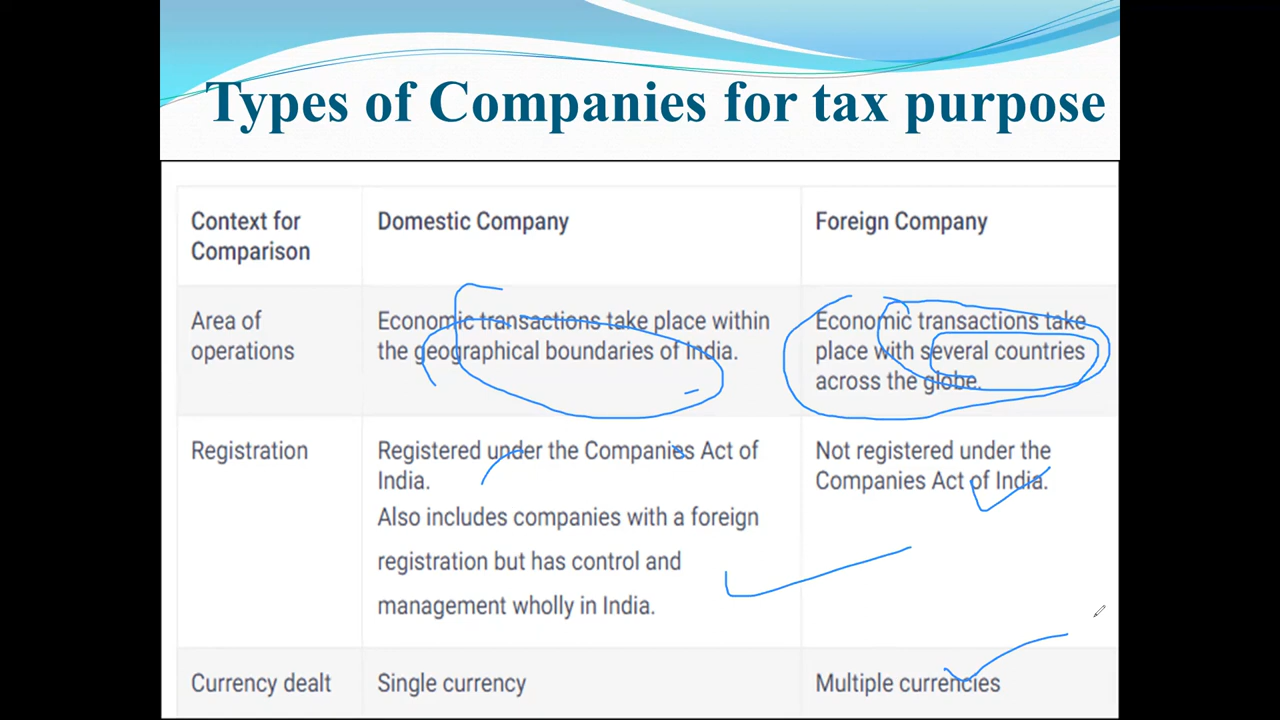 Types of Companies for tax purpose
Context for
Comparison
Domestic Company
Foreign Company
Area of
operations
Economic transactions take place within
the geographical boundaries of India.
Economic transactions take
place with several countries
across the globe.
Registration
Registered under the Companies Act of
India.
Also includes companies with a foreign
registration but has control and
management wholly in India.
Not registered under the
Companies Act of India.
Currency dealt
Single currency
Multiple currencies